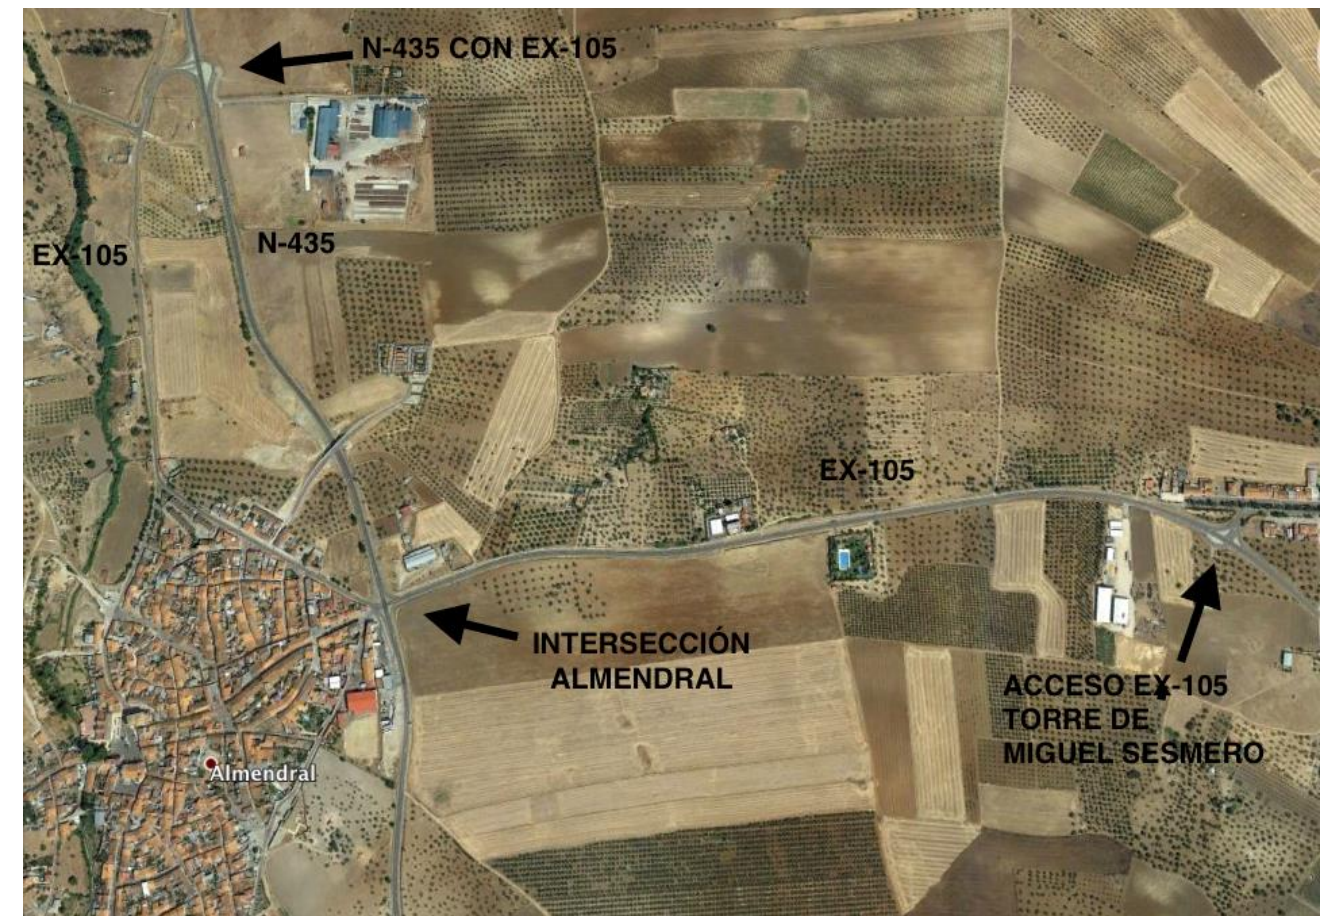 N-435 CON EX-105
N-435
EX-105
EX-105
INTERSECCIÓN
ALMENDRAL
ACCESO EX-105
TORRE DE
MIGUEL SESMERO
Almendral